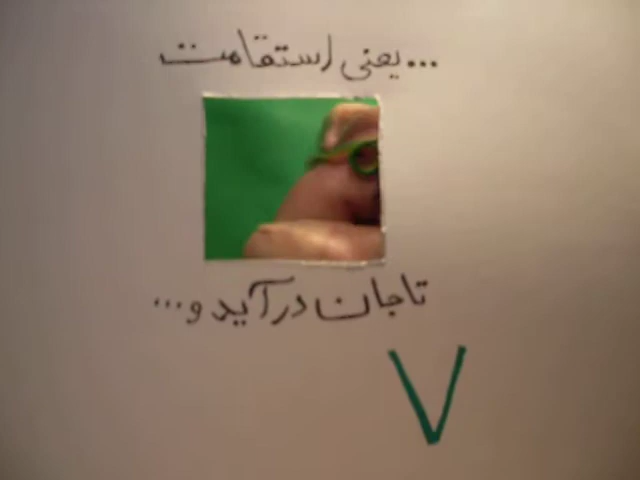 ...یعنی استقامت
تا جان درآید و...
۷